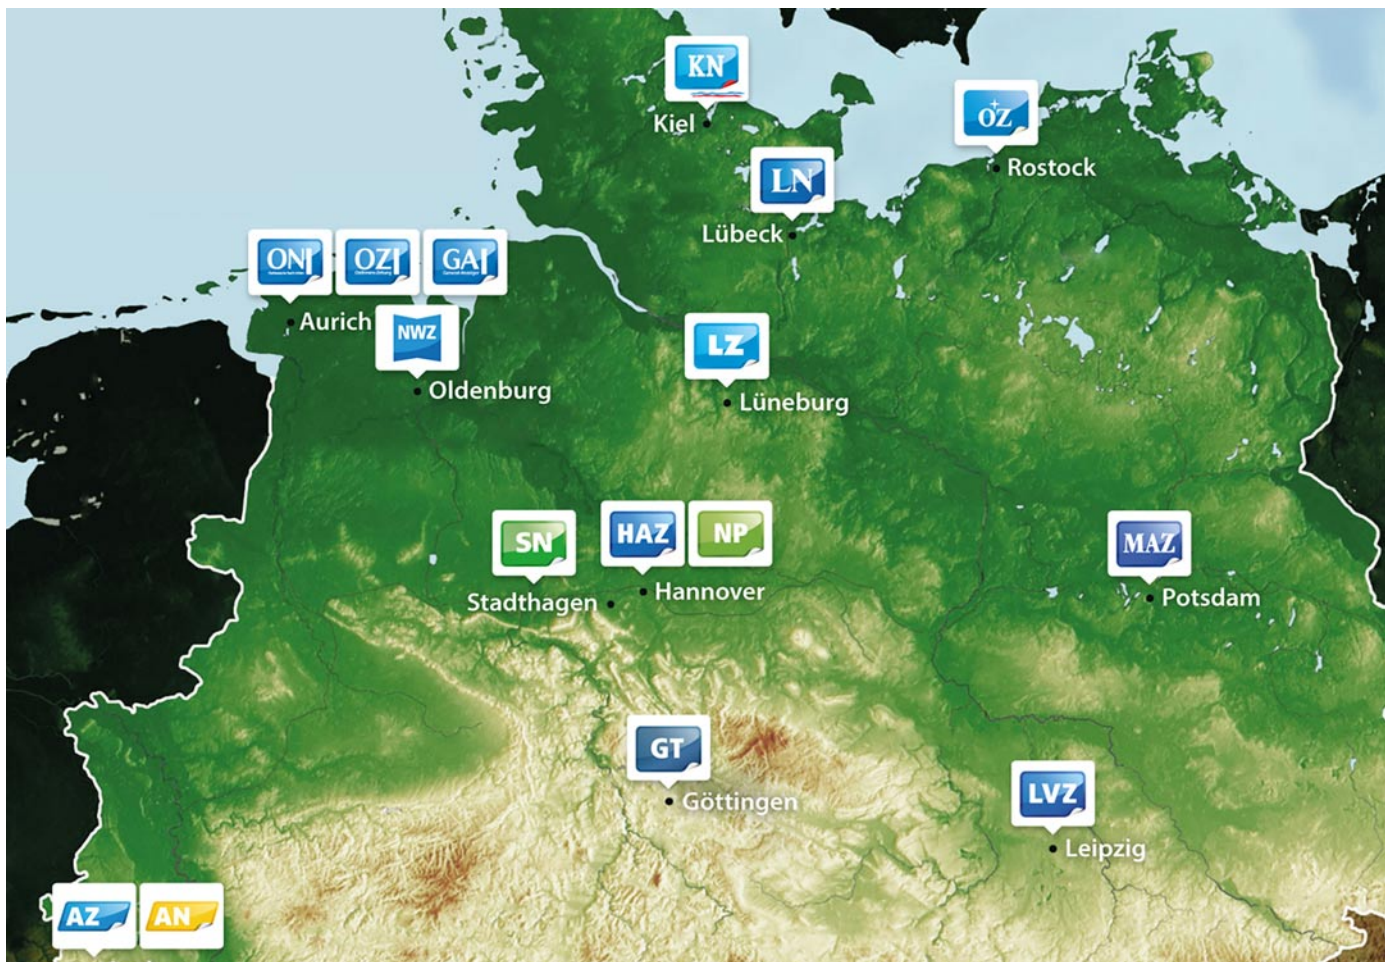 KN
Kiel
OZ
Rostock
LN
Lübeck
ON
OZ
GA
Aurich
NWZ
Oldenburg
LZ
Lüneburg
SN
Stadthagen
HAZ
NP
Hannover
MAZ
Potsdam
GT
Göttingen
LVZ
Leipzig
AZ
AN